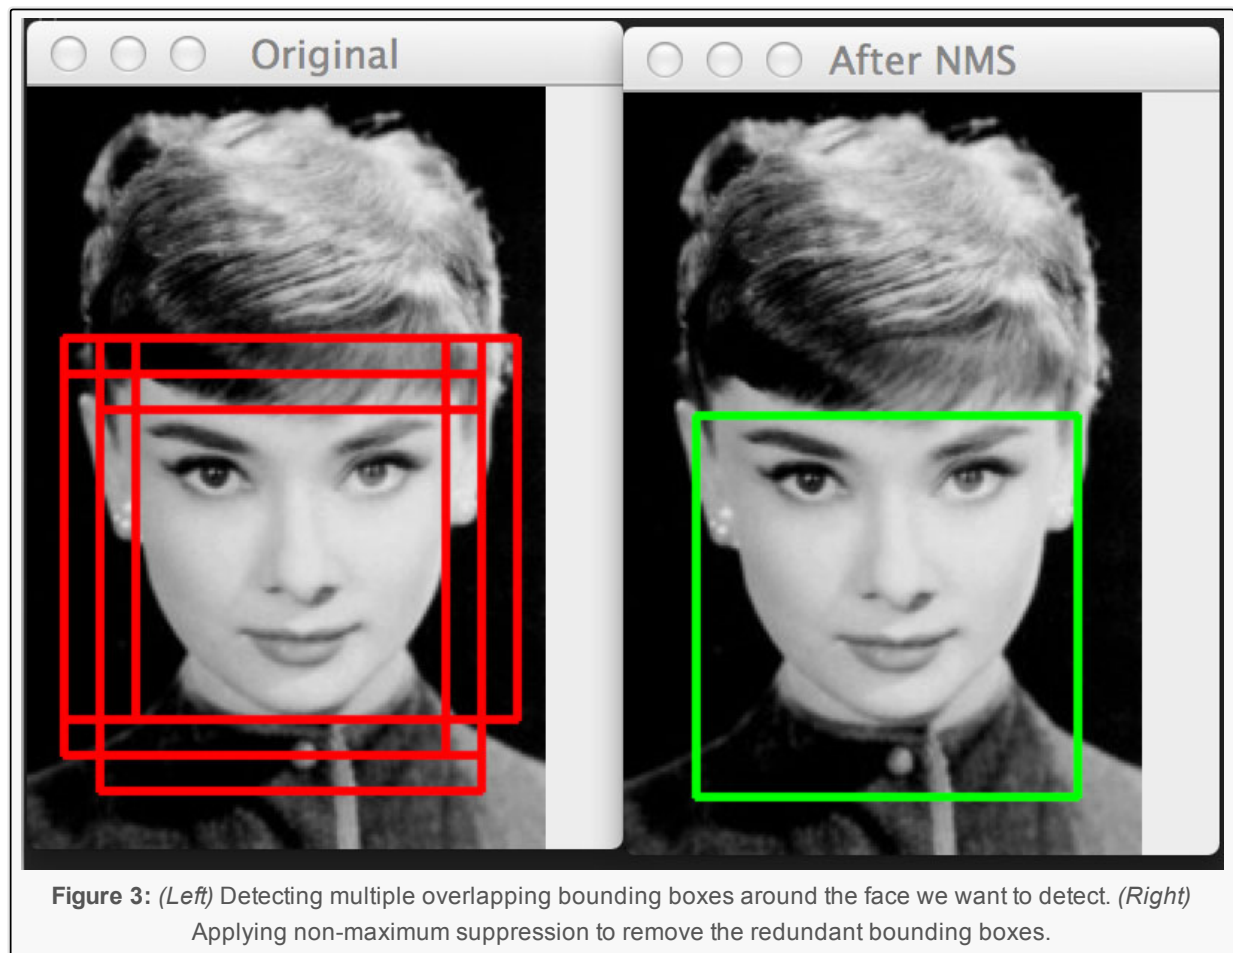 Original
After NMS
Figure 3: (Left) Detecting multiple overlapping bounding boxes around the face we want to detect. (Right)
Applying non-maximum suppression to remove the redundant bounding boxes.